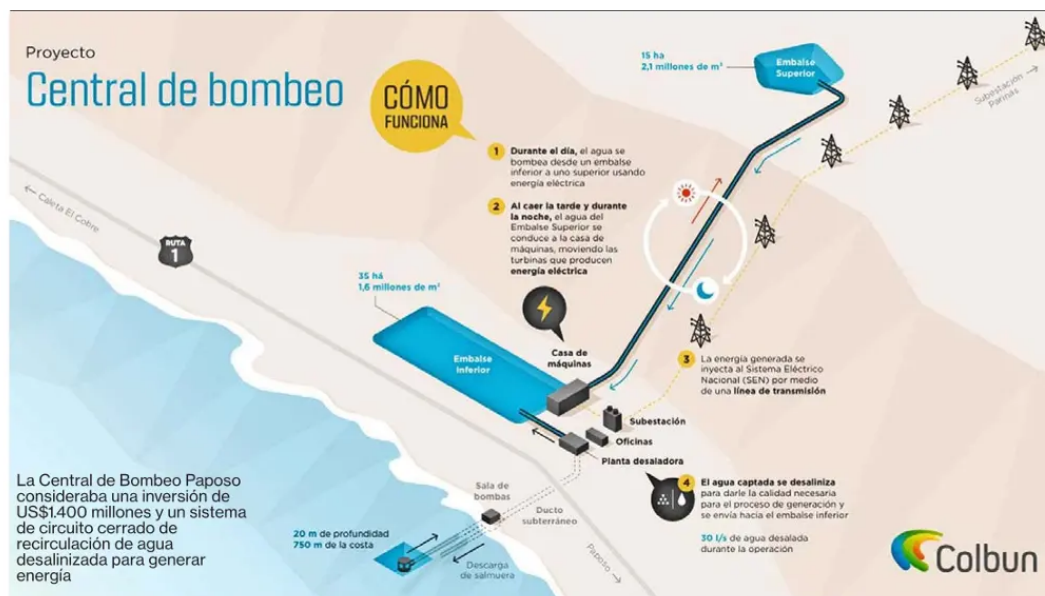 Proyecto
Central de bombeo
CÓMO
FUNCIONA
1 Durante el día, el agua se
bombea desde un embalse
inferior a uno superior usando
energía eléctrica
2 Al caer la tarde y durante
la noche, el agua del
Embalse Superior se
conduce a la casa de
máquinas, moviendo las
turbinas que producen
energía eléctrica
15 ha
2,1 millones de m³
Embalse
Superior
Subestación
Parinas
← Caleta El Cobre
RUTA
1
35 há
1,6 millones de m³
Embalse
Inferior
Casa de
máquinas
3 La energía generada se
inyecta al Sistema Eléctrico
Nacional (SEN) por medio
de una línea de transmisión
Subestación
Oficinas
Planta desaladora
4 El agua captada se desaliniza
para darle la calidad necesaria
para el proceso de generación y
se envía hacia el embalse inferior
30 l/s de agua desalada
durante la operación
Sala de
bombas
Ducto
subterráneo
20 m de profundidad
750 m de la costa
Descarga
de salmuera
Paposo →
La Central de Bombeo Paposo
consideraba una inversión de
US$1.400 millones y un sistema
de circuito cerrado de
recirculación de agua
desalinizada para generar
energía
Colbun